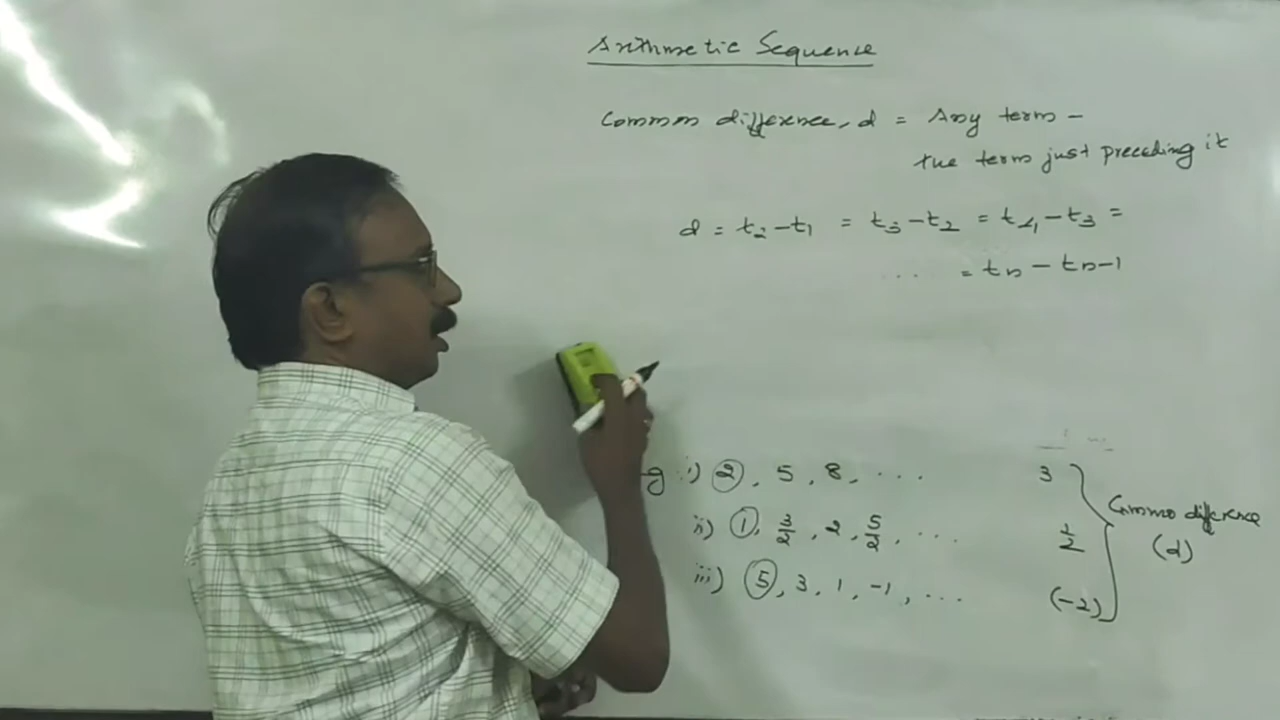 Arithmetic Sequence
Common difference, d = Any term -
the term just preceding it
d = t₂-t₁ = t₃-t₂ = t₄-t₃ =
.... = tn - tn-1
g i) 2, 5, 8, ... 3
ii) 1, 3/2, 2, 5/2, ... 1/2
iii) 5, 3, 1, -1, ... (-2)
Common difference
(d)